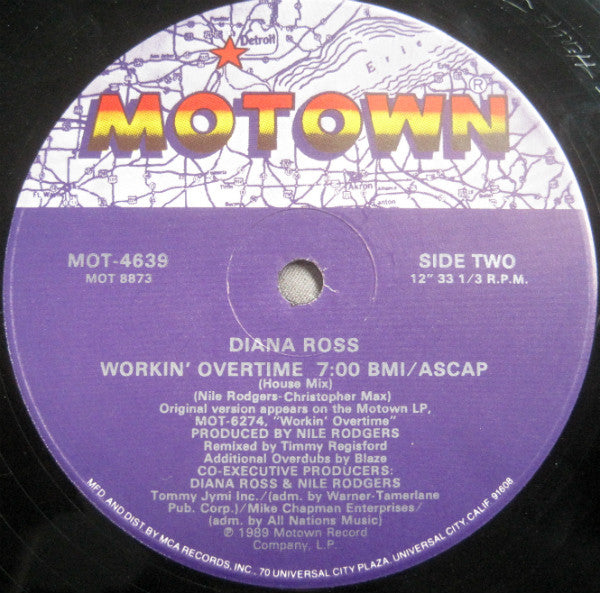 Detroit
Erie
MOTOWN®
Akron
Canton
MOT-4639
MOT 8873
SIDE TWO
12" 33 1/3 R.P.M.
DIANA ROSS
WORKIN' OVERTIME 7:00 BMI/ASCAP
(House Mix)
(Nile Rodgers-Christopher Max)
Original version appears on the Motown LP,
MOT-6274, "Workin' Overtime"
PRODUCED BY NILE RODGERS
Remixed by Timmy Regisford
Additional Overdubs by Blaze
CO-EXECUTIVE PRODUCERS:
DIANA ROSS & NILE RODGERS
Tommy Jymi Inc./(adm. by Warner-Tamerlane
Pub. Corp.)/Mike Chapman Enterprises/
(adm. by All Nations Music)
℗ 1989 Motown Record
Company, L.P.
MFD. AND DIST. BY MCA RECORDS, INC., 70 UNIVERSAL CITY PLAZA, UNIVERSAL CITY, CALIF. 91608